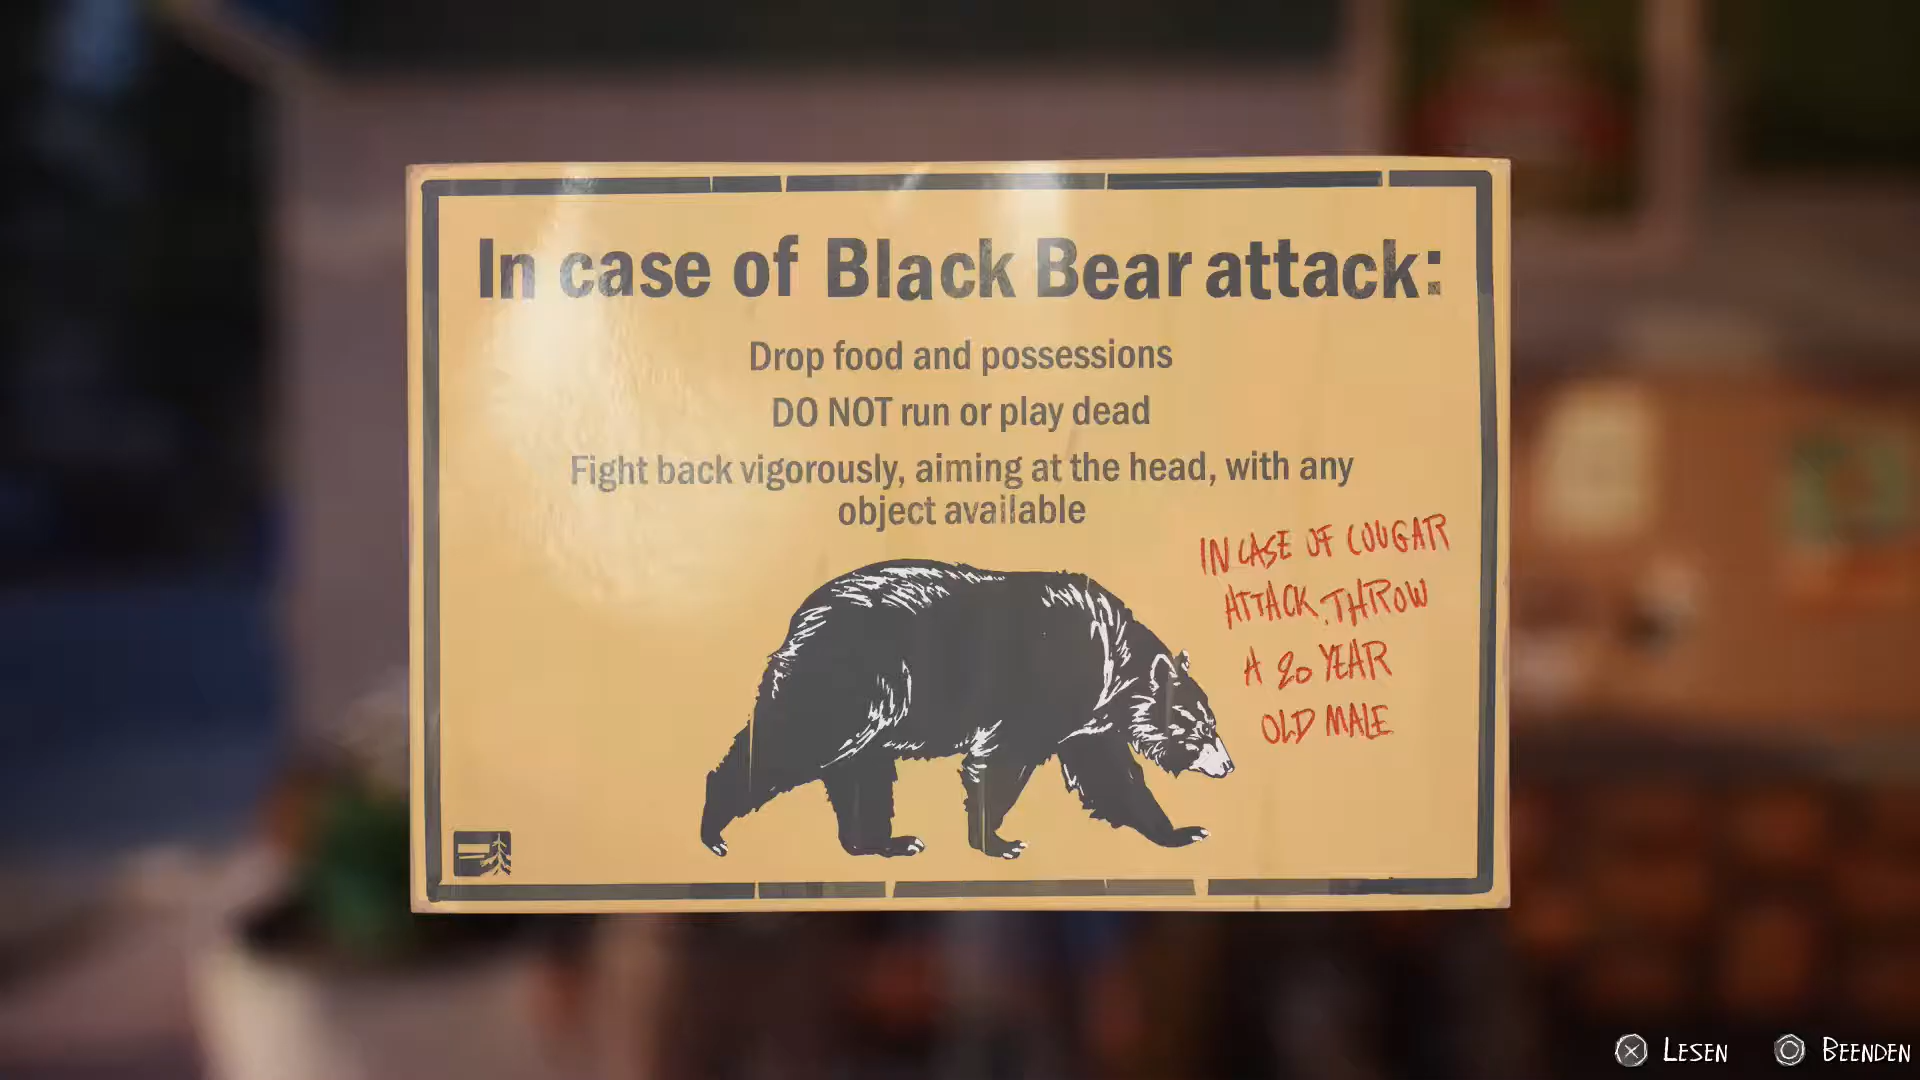 In case of Black Bear attack:
Drop food and possessions
DO NOT run or play dead
Fight back vigorously, aiming at the head, with any
object available
IN CASE OF COUGAR
ATTACK, THROW
A 20 YEAR
OLD MALE
LESEN
BEENDEN